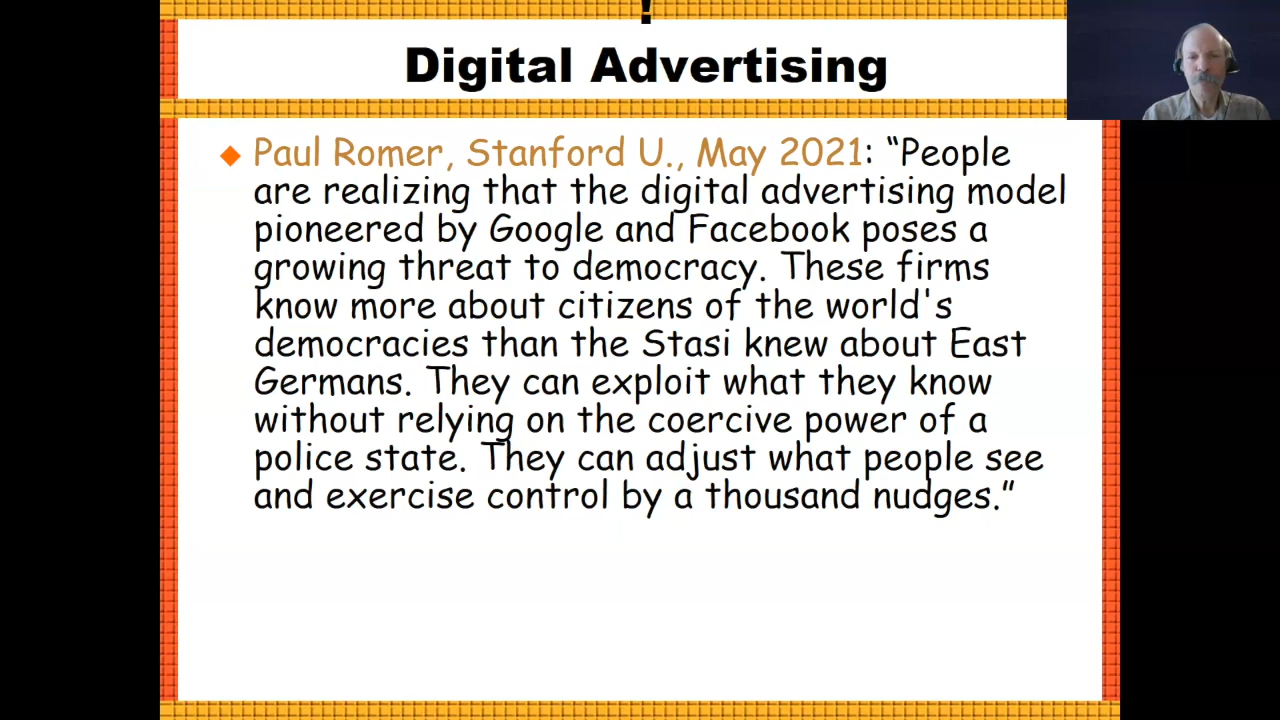 !
Digital Advertising
Paul Romer, Stanford U., May 2021: “People
are realizing that the digital advertising model
pioneered by Google and Facebook poses a
growing threat to democracy. These firms
know more about citizens of the world's
democracies than the Stasi knew about East
Germans. They can exploit what they know
without relying on the coercive power of a
police state. They can adjust what people see
and exercise control by a thousand nudges.”